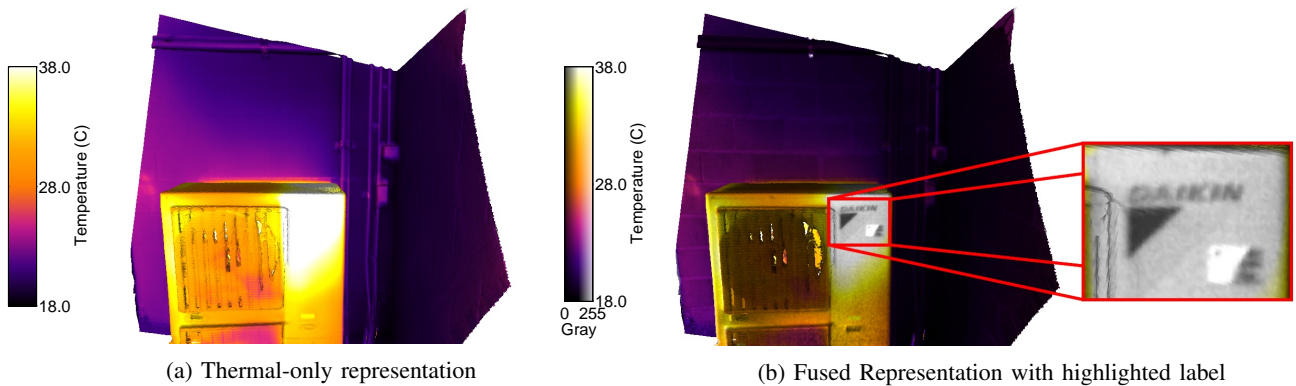 38.0
28.0
18.0
Temperature (C)
38.0
28.0
18.0
Temperature (C)
0 255
Gray
DAIKIN
DAIKIN
(a) Thermal-only representation
(b) Fused Representation with highlighted label